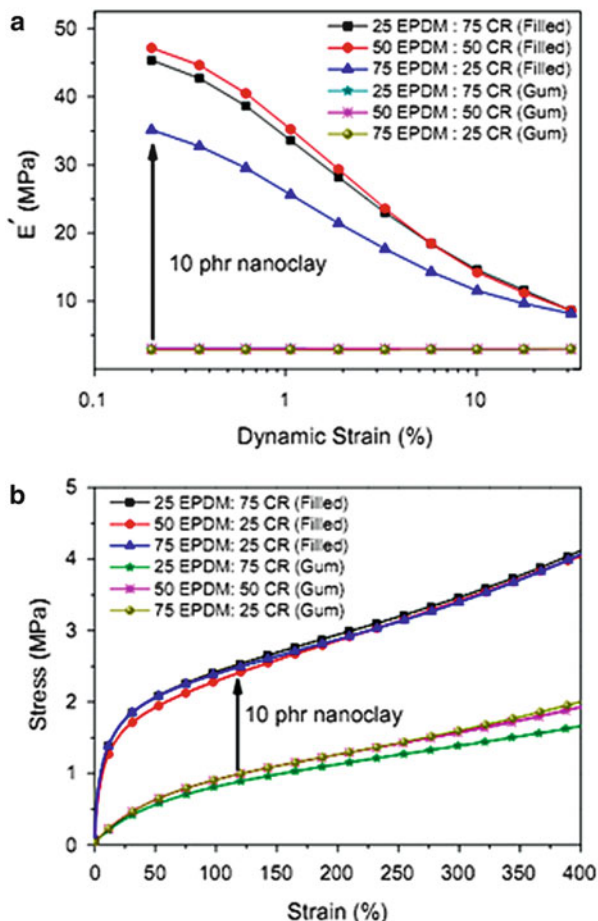 a
50
45
40
35
30
25
20
15
10
5
E´ (MPa)
25 EPDM : 75 CR (Filled)
50 EPDM : 50 CR (Filled)
75 EPDM : 25 CR (Filled)
25 EPDM : 75 CR (Gum)
50 EPDM : 50 CR (Gum)
75 EPDM : 25 CR (Gum)
10 phr nanoclay
0.1 1 10
Dynamic Strain (%)
b
5
4
3
2
1
0
Stress (MPa)
25 EPDM: 75 CR (Filled)
50 EPDM: 25 CR (Filled)
75 EPDM: 25 CR (Filled)
25 EPDM: 75 CR (Gum)
50 EPDM: 50 CR (Gum)
75 EPDM: 25 CR (Gum)
10 phr nanoclay
0 50 100 150 200 250 300 350 400
Strain (%)